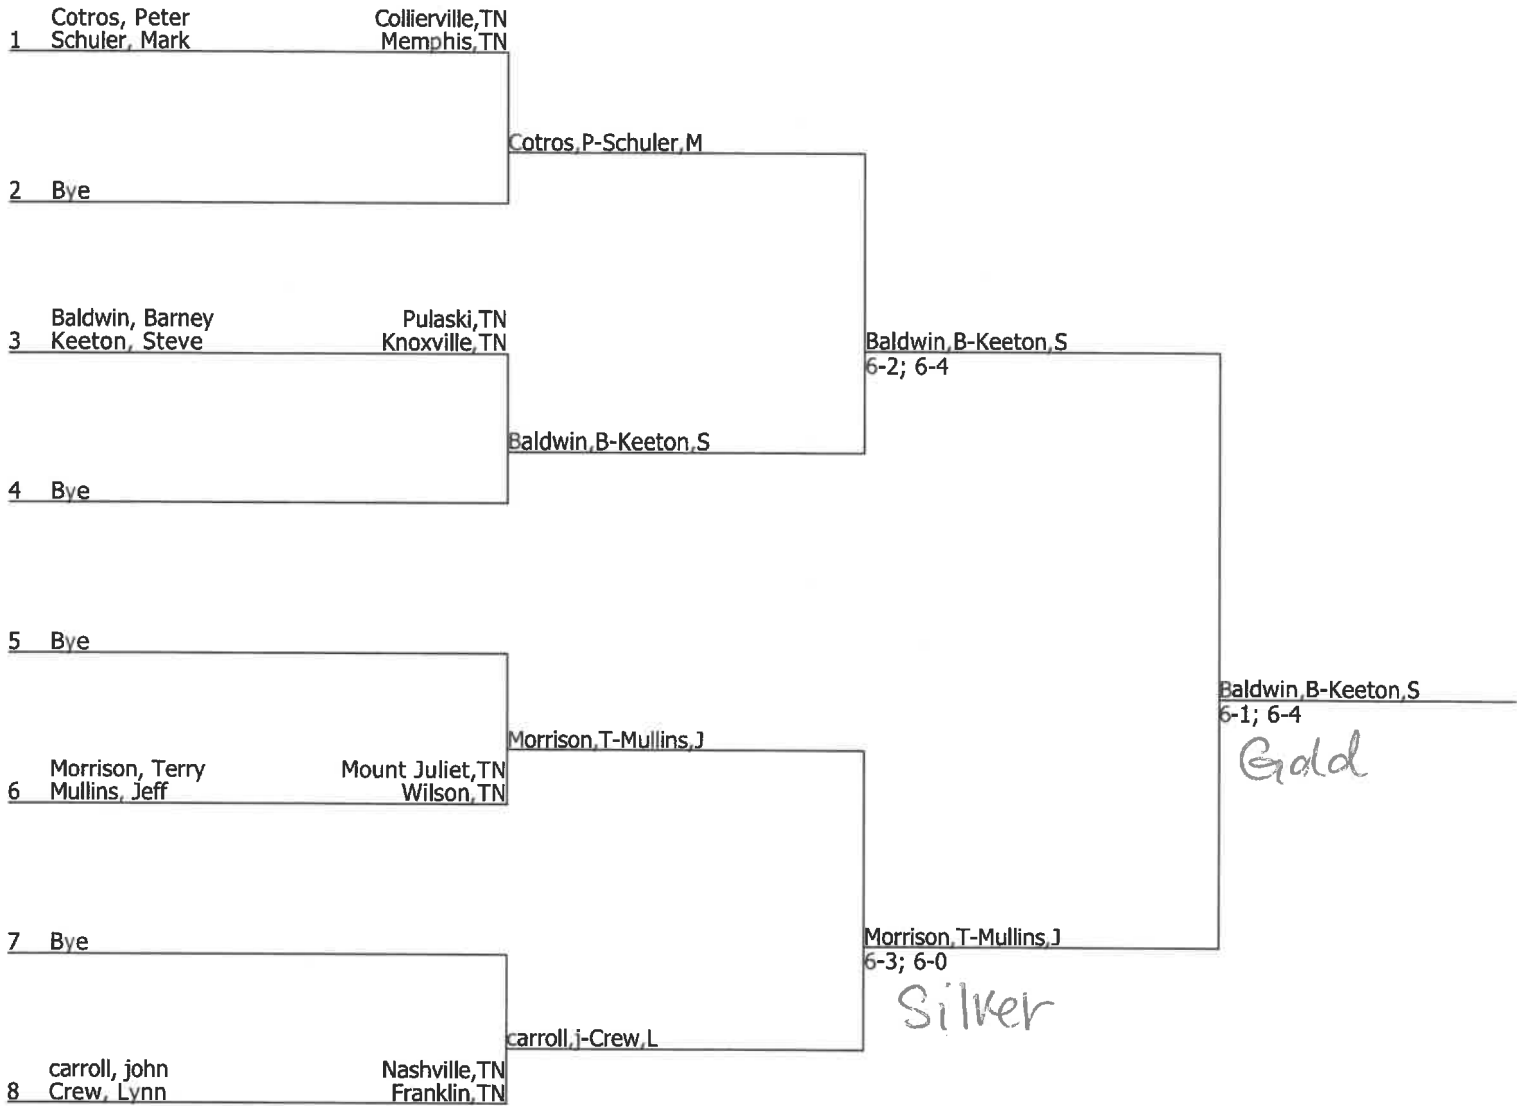 Cotros, Peter Collierville,TN
1 Schuler, Mark Memphis,TN
Cotros,P-Schuler,M
2 Bye
Baldwin, Barney Pulaski,TN
3 Keeton, Steve Knoxville,TN
Baldwin,B-Keeton,S
6-2; 6-4
Baldwin,B-Keeton,S
4 Bye
5 Bye
Baldwin,B-Keeton,S
6-1; 6-4
Gold
Morrison,T-Mullins,J
Morrison, Terry Mount Juliet,TN
6 Mullins, Jeff Wilson,TN
7 Bye
Morrison,T-Mullins,J
6-3; 6-0
Silver
carroll,j-Crew,L
carroll, john Nashville,TN
8 Crew, Lynn Franklin,TN